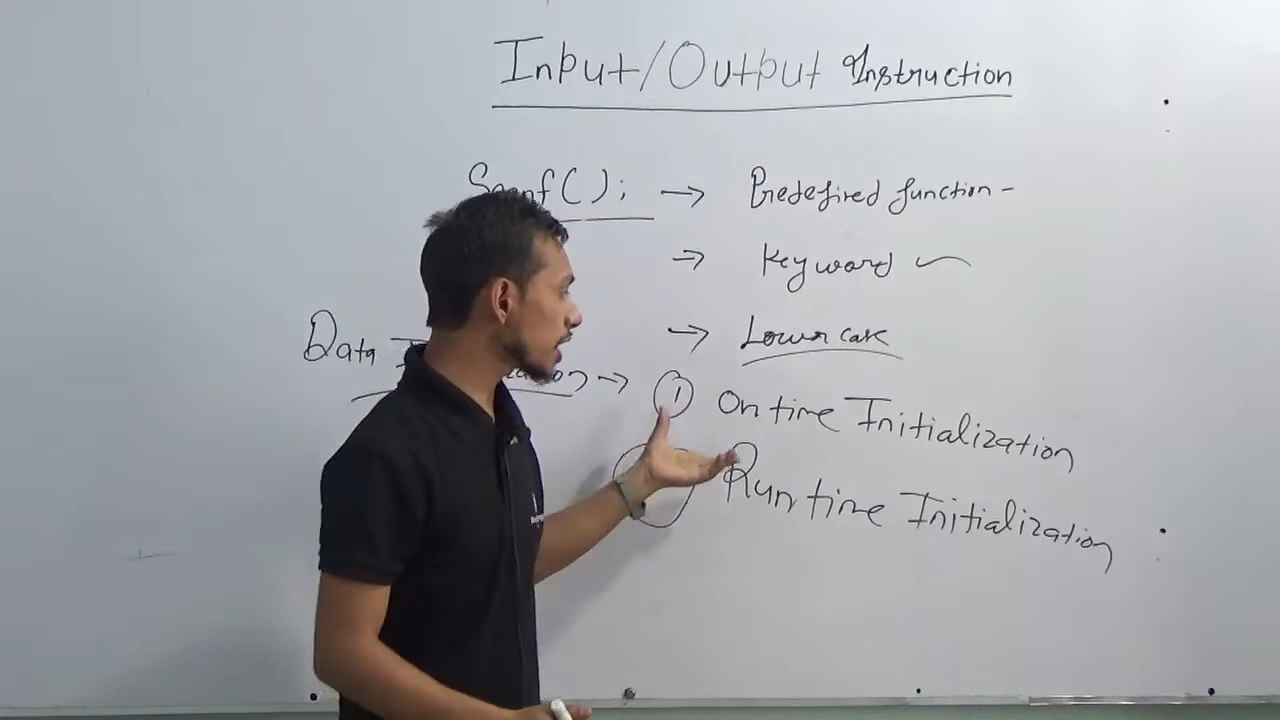 Input/Output Instruction
Scanf(); → Predefined function -
→ Keyword
→ Lower case
Data → ① On time Initialization
Run time Initialization